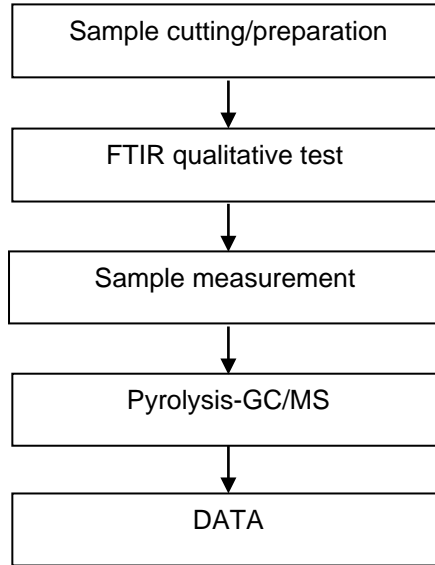 Sample cutting/preparation
FTIR qualitative test
Sample measurement
Pyrolysis-GC/MS
DATA